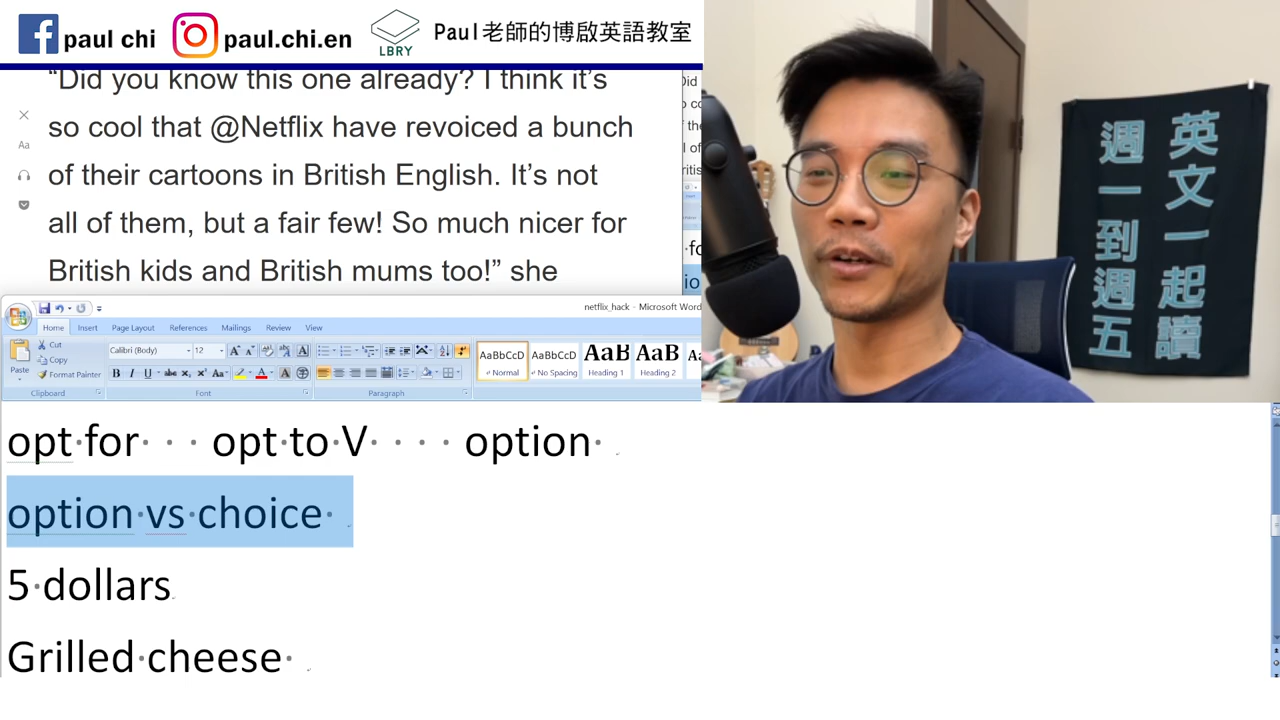 paul chi
paul.chi.en
LBRY
Paul老師的博啟英語教室
“Did you know this one already? I think it’s
so cool that @Netflix have revoiced a bunch
of their cartoons in British English. It’s not
all of them, but a fair few! So much nicer for
British kids and British mums too!” she
Aa
netflix_hack - Microsoft Word
Home Insert Page Layout References Mailings Review View
Paste
Cut
Copy
Format Painter
Clipboard
Calibri (Body) 12
Font
Paragraph
AaBbCcD AaBbCcD AaBb AaBb
Normal No Spacing Heading 1 Heading 2
opt for opt to V option
option vs choice
5 dollars
Grilled cheese
英文一起讀
週一到週五